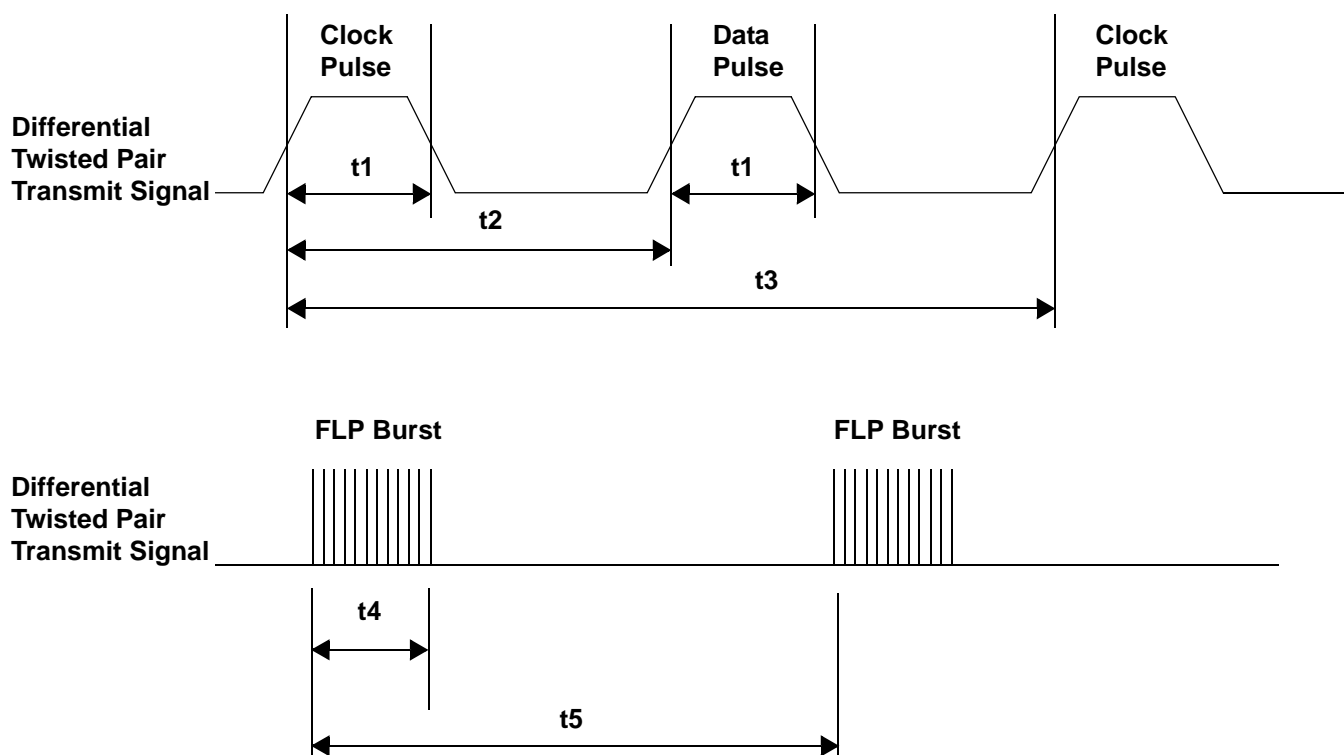 Clock
Pulse
Data
Pulse
Clock
Pulse
Differential
Twisted Pair
Transmit Signal
t1
t1
t2
t3
FLP Burst
FLP Burst
Differential
Twisted Pair
Transmit Signal
t4
t5